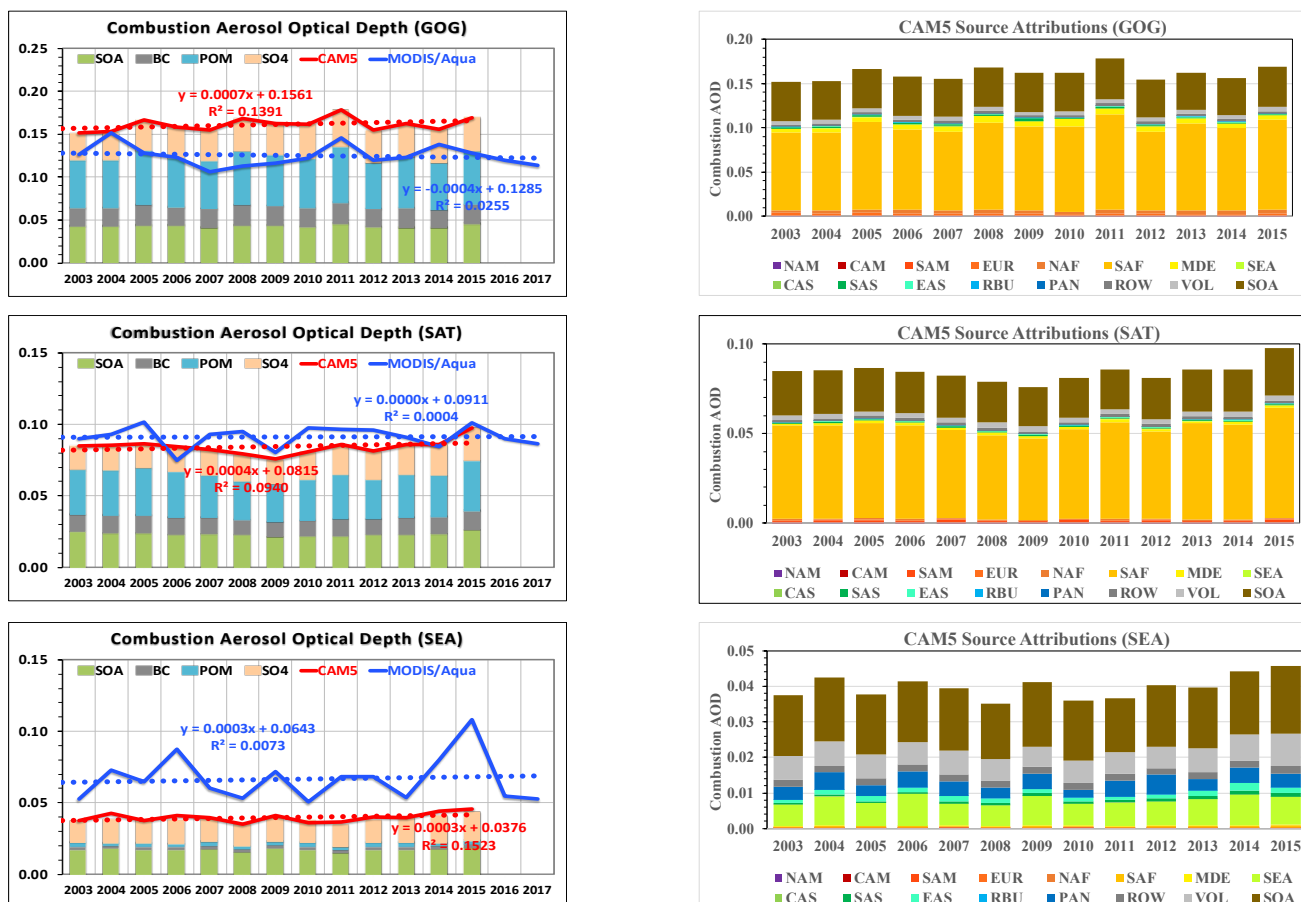 Combustion Aerosol Optical Depth (GOG)
0.25
0.20
0.15
0.10
0.05
0.00
SOA BC POM SO4 CAM5 MODIS/Aqua
y = 0.0007x + 0.1561
R² = 0.1391
y = -0.0004x + 0.1285
R² = 0.0255
2003 2004 2005 2006 2007 2008 2009 2010 2011 2012 2013 2014 2015 2016 2017
CAM5 Source Attributions (GOG)
Combustion AOD
0.20
0.15
0.10
0.05
0.00
2003 2004 2005 2006 2007 2008 2009 2010 2011 2012 2013 2014 2015
NAM CAM SAM EUR NAF SAF MDE SEA
CAS SAS EAS RBU PAN ROW VOL SOA
Combustion Aerosol Optical Depth (SAT)
0.15
0.10
0.05
0.00
SOA BC POM SO4 CAM5 MODIS/Aqua
y = 0.0000x + 0.0911
R² = 0.0004
y = 0.0004x + 0.0815
R² = 0.0940
2003 2004 2005 2006 2007 2008 2009 2010 2011 2012 2013 2014 2015 2016 2017
CAM5 Source Attributions (SAT)
Combustion AOD
0.10
0.05
0.00
2003 2004 2005 2006 2007 2008 2009 2010 2011 2012 2013 2014 2015
NAM CAM SAM EUR NAF SAF MDE SEA
CAS SAS EAS RBU PAN ROW VOL SOA
Combustion Aerosol Optical Depth (SEA)
0.15
0.10
0.05
0.00
SOA BC POM SO4 CAM5 MODIS/Aqua
y = 0.0003x + 0.0643
R² = 0.0073
y = 0.0003x + 0.0376
R² = 0.1523
2003 2004 2005 2006 2007 2008 2009 2010 2011 2012 2013 2014 2015 2016 2017
CAM5 Source Attributions (SEA)
Combustion AOD
0.05
0.04
0.03
0.02
0.01
0.00
2003 2004 2005 2006 2007 2008 2009 2010 2011 2012 2013 2014 2015
NAM CAM SAM EUR NAF SAF MDE SEA
CAS SAS EAS RBU PAN ROW VOL SOA